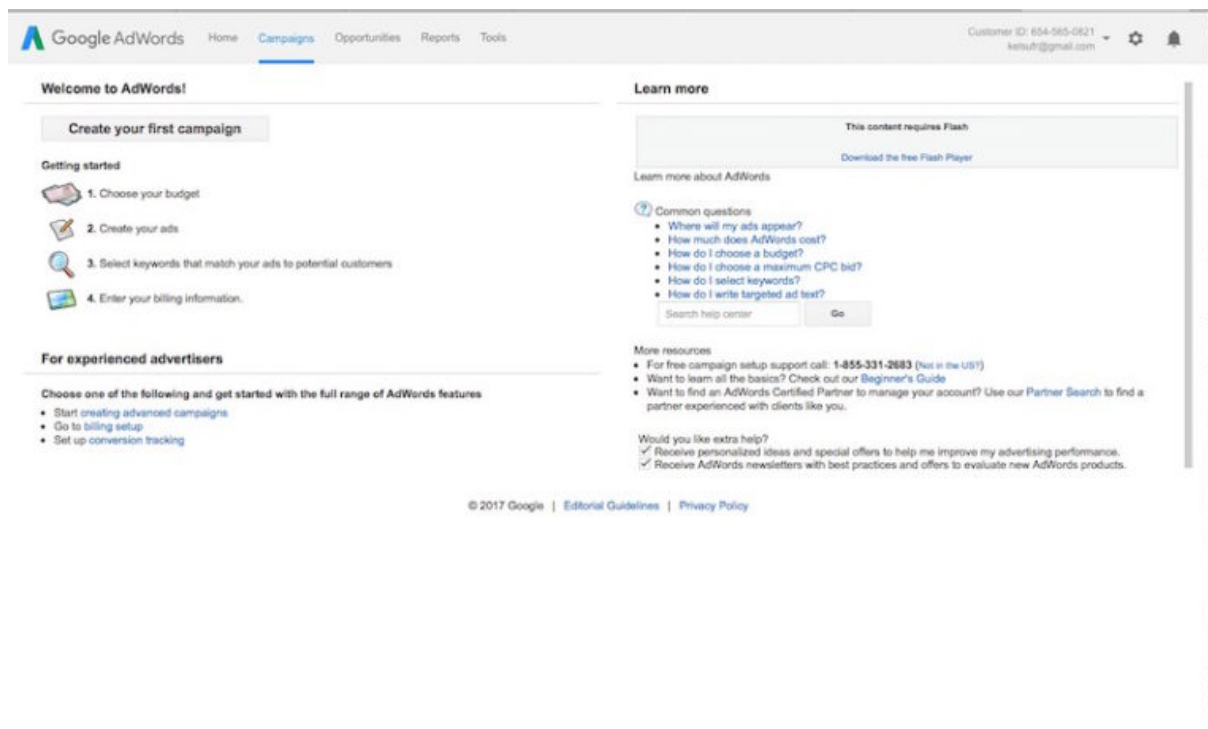 Google AdWords
Home
Campaigns
Opportunities
Reports
Tools
Customer ID: 654-565-0821
kelsufr@gmail.com
Welcome to AdWords!
Create your first campaign
Getting started
1. Choose your budget
2. Create your ads
3. Select keywords that match your ads to potential customers
4. Enter your billing information.
For experienced advertisers
Choose one of the following and get started with the full range of AdWords features
• Start creating advanced campaigns
• Go to billing setup
• Set up conversion tracking
Learn more
This content requires Flash
Download the free Flash Player
Learn more about AdWords
Common questions
• Where will my ads appear?
• How much does AdWords cost?
• How do I choose a budget?
• How do I choose a maximum CPC bid?
• How do I select keywords?
• How do I write targeted ad text?
Search help center
Go
More resources
• For free campaign setup support call: 1-855-331-2683 (Not in the US?)
• Want to learn all the basics? Check out our Beginner's Guide
• Want to find an AdWords Certified Partner to manage your account? Use our Partner Search to find a
partner experienced with clients like you.
Would you like extra help?
Receive personalized ideas and special offers to help me improve my advertising performance.
Receive AdWords newsletters with best practices and offers to evaluate new AdWords products.
© 2017 Google | Editorial Guidelines | Privacy Policy